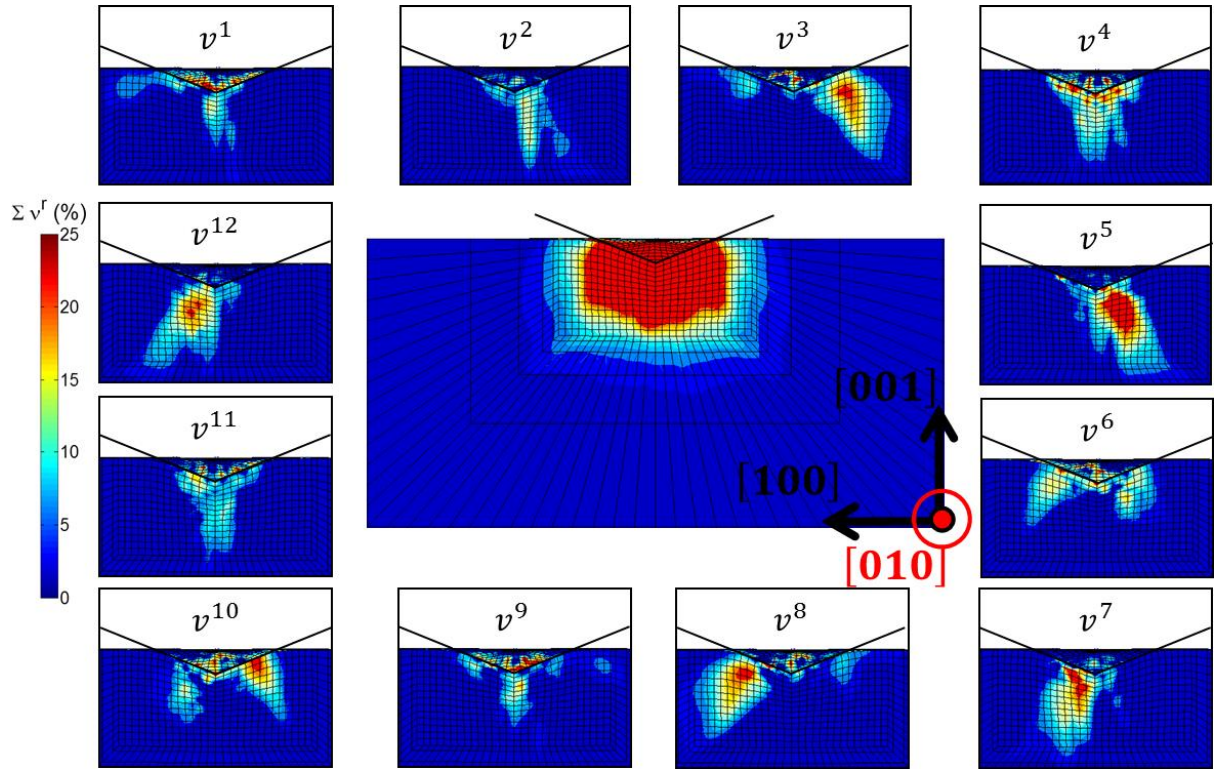 v¹ v² v³ v⁴
Σ νʳ (%)
v¹² v⁵
25
20
15
10
5
0
[001]
v¹¹ v⁶
[100]
[010]
v¹⁰ v⁹ v⁸ v⁷